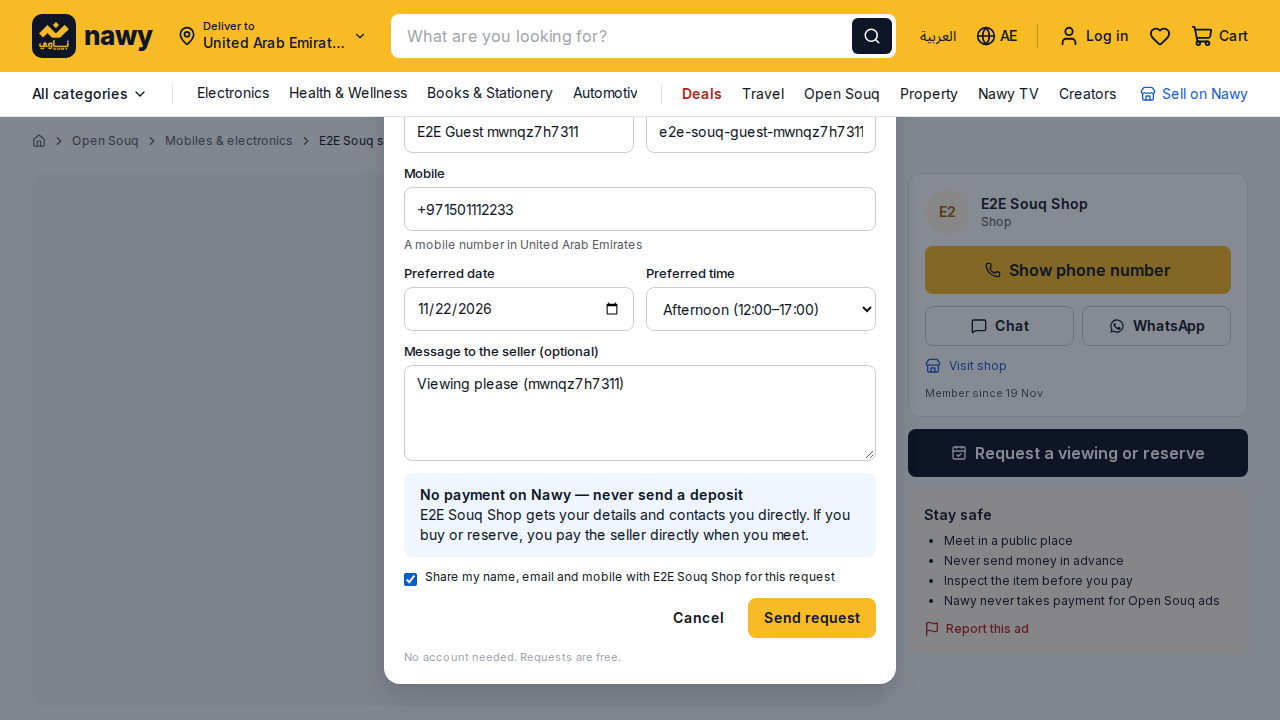 ناوي
NAWY
nawy
Deliver to
United Arab Emirat...
What are you looking for?
العربية
AE
Log in
Cart
All categories
Electronics
Health & Wellness
Books & Stationery
Automotiv
Deals
Travel
Open Souq
Property
Nawy TV
Creators
Sell on Nawy
Open Souq
Mobiles & electronics
E2E Souq s
E2E Guest mwnqz7h7311
e2e-souq-guest-mwnqz7h7311
Mobile
+971501112233
A mobile number in United Arab Emirates
Preferred date
Preferred time
11/22/2026
Afternoon (12:00–17:00)
Message to the seller (optional)
Viewing please (mwnqz7h7311)
No payment on Nawy — never send a deposit
E2E Souq Shop gets your details and contacts you directly. If you
buy or reserve, you pay the seller directly when you meet.
Share my name, email and mobile with E2E Souq Shop for this request
Cancel
Send request
No account needed. Requests are free.
E2
E2E Souq Shop
Shop
Show phone number
Chat
WhatsApp
Visit shop
Member since 19 Nov
Request a viewing or reserve
Stay safe
• Meet in a public place
• Never send money in advance
• Inspect the item before you pay
• Nawy never takes payment for Open Souq ads
Report this ad